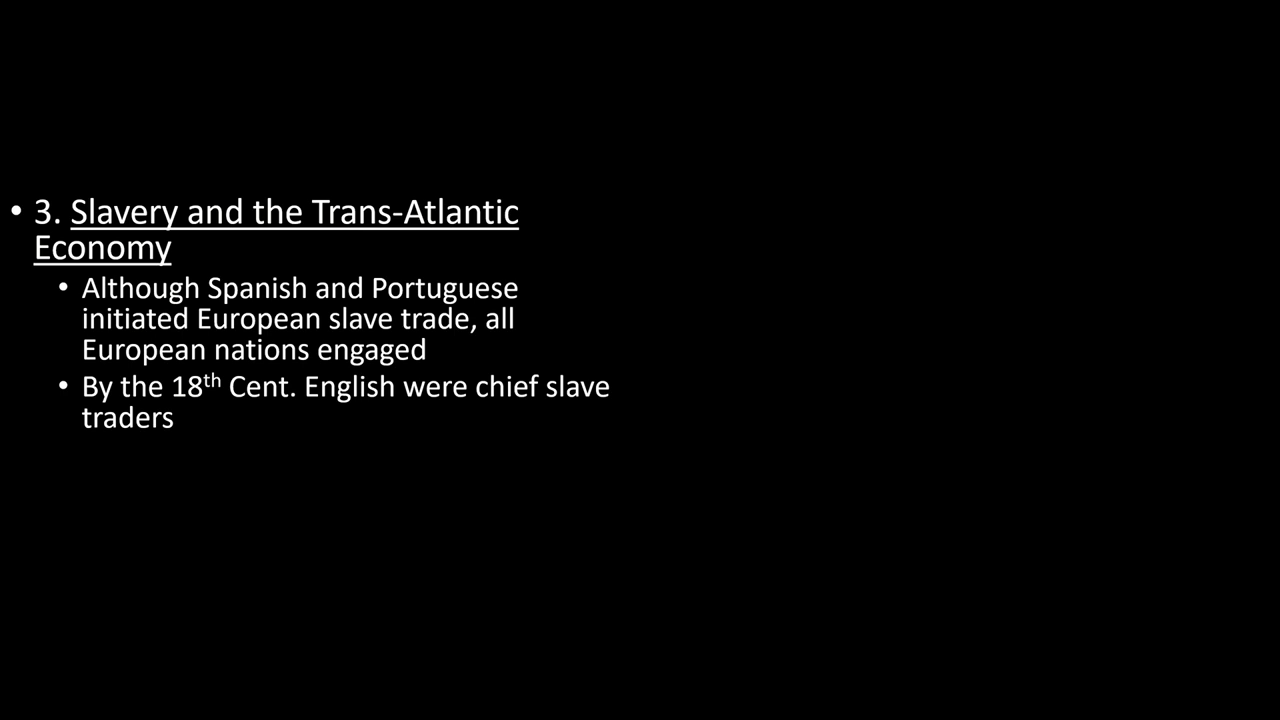 • 3. Slavery and the Trans-Atlantic
Economy
• Although Spanish and Portuguese
initiated European slave trade, all
European nations engaged
• By the 18th Cent. English were chief slave
traders